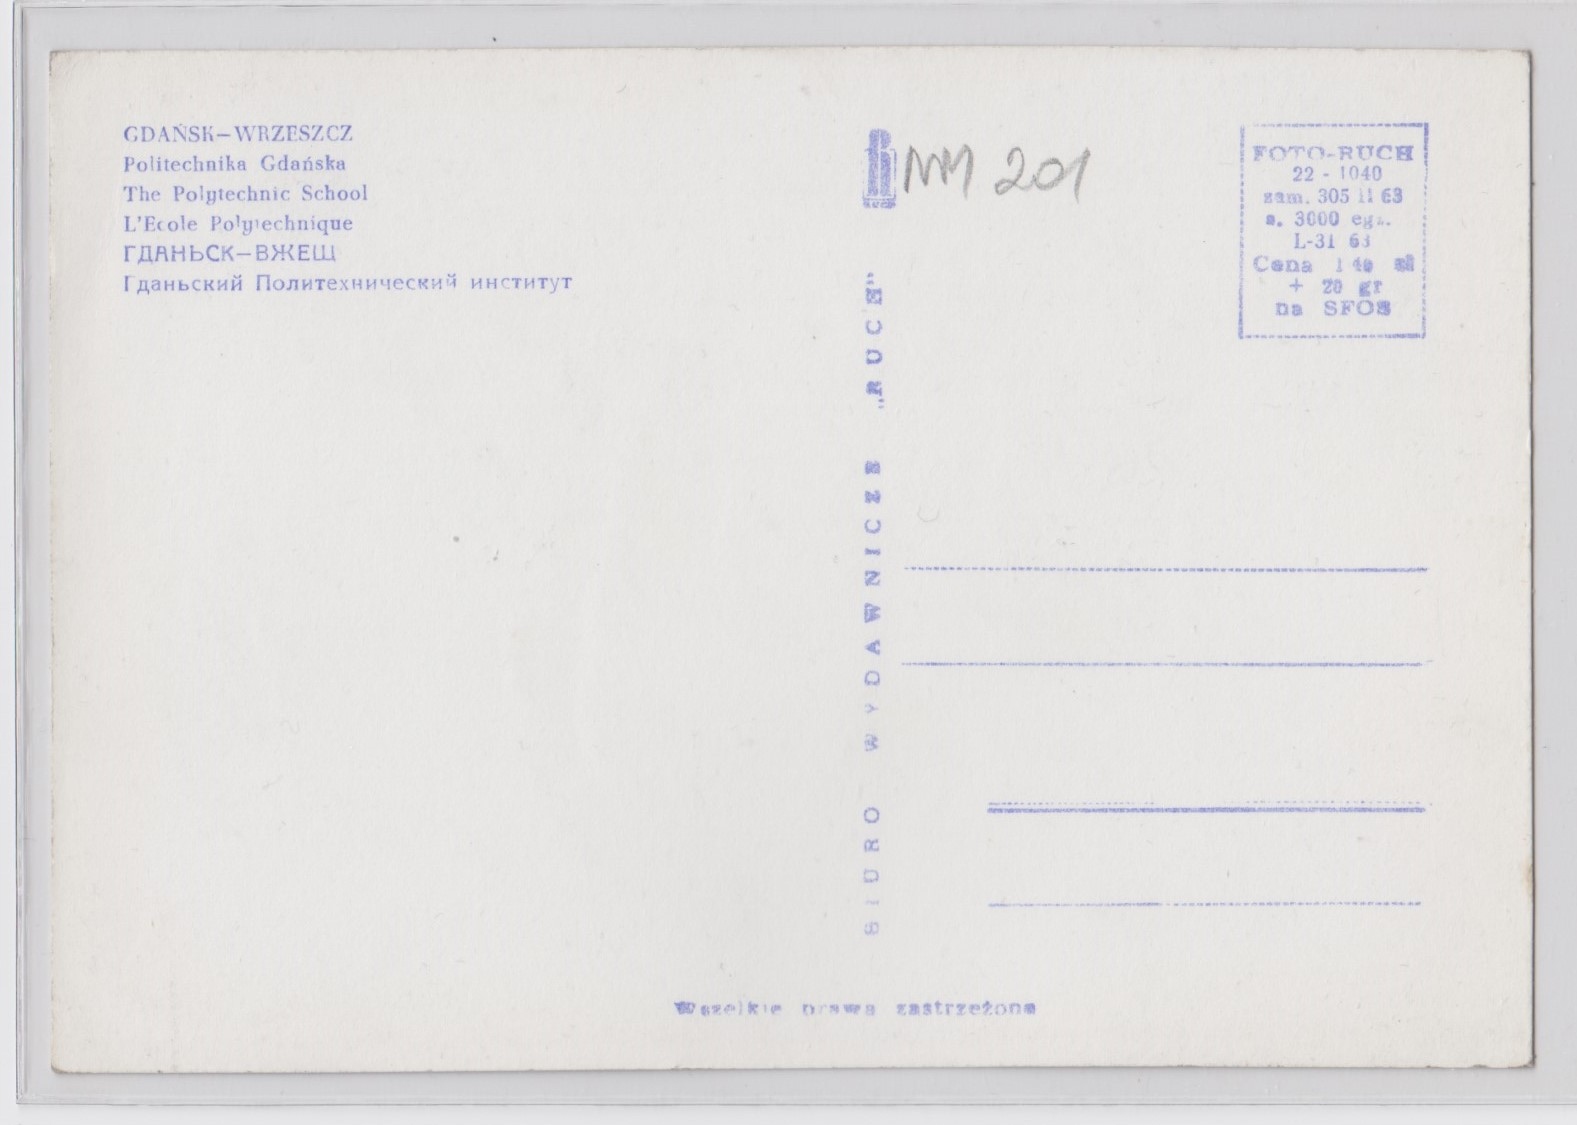 GDAŃSK–WRZESZCZ
Politechnika Gdańska
The Polytechnic School
L'Ecole Polytechnique
ГДАНЬСК–ВЖЕЩ
Гданьский Политехнический институт
NM 201
FOTO-RUCH
22 - 1040
zam. 305 II 63
n. 3000 egz.
L-31 63
Cena 1 40 zł
+ 20 gr
na SFOS
BIURO WYDAWNICZE „RUCH"
Wszelkie prawa zastrzeżone